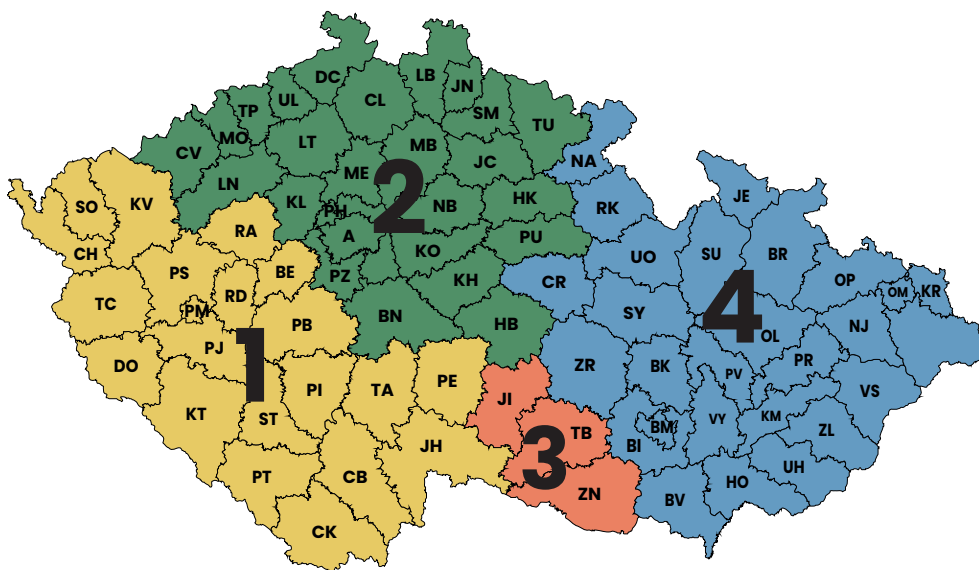 DC
LB
JN
UL
CL
TP
SM
TU
MO
LT
MB
CV
JC
NA
ME
LN
2
KL
HK
SO
KV
NB
RK
PH
JE
RA
A
PU
CH
KO
UO
SU
BR
PS
BE
PZ
KH
CR
OP
RD
OM
KR
TC
PM
BN
SY
4
PB
HB
OL
NJ
PJ
1
DO
ZR
BK
PR
PV
PI
TA
PE
VS
KT
JI
ST
KM
VY
BM
ZL
TB
JH
BI
3
PT
CB
UH
HO
ZN
BV
CK